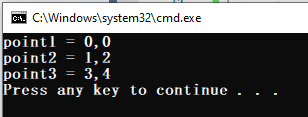 C:\Windows\system32\cmd.exe
point1 = 0,0
point2 = 1,2
point3 = 3,4
Press any key to continue . . .